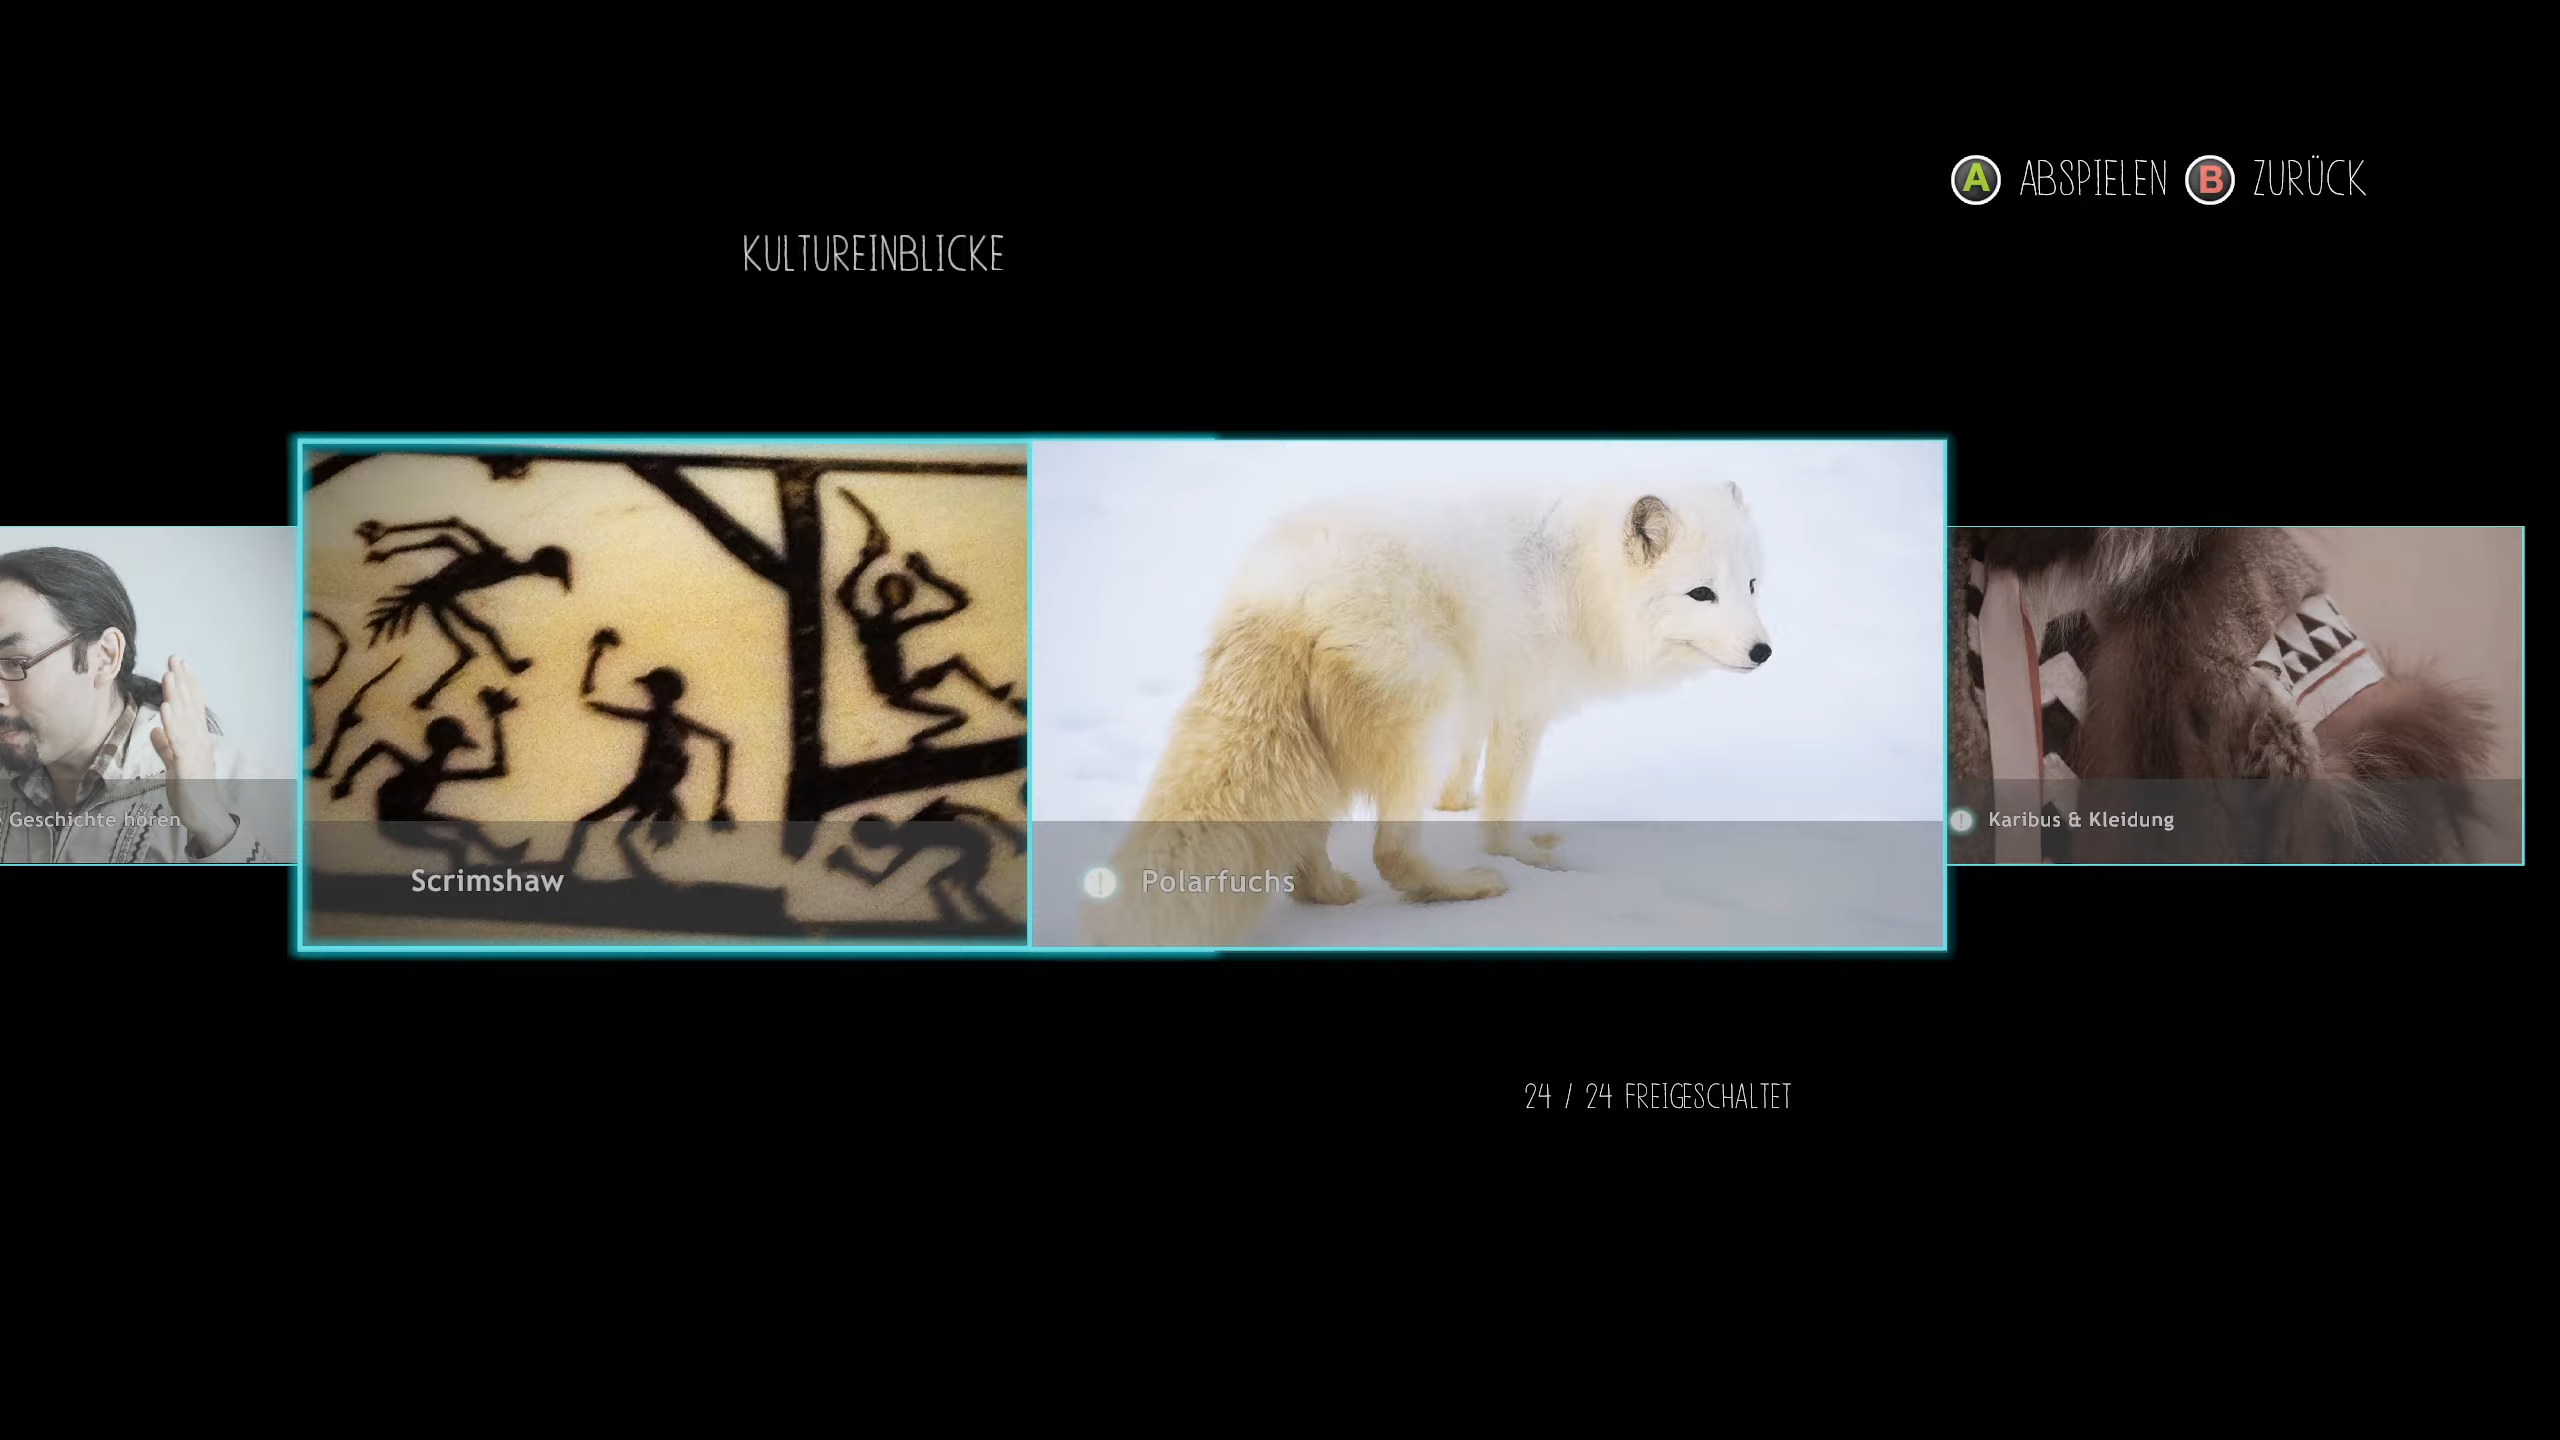 A ABSPIELEN B ZURÜCK
KULTUREINBLICKE
Geschichte hören
Scrimshaw
! Polarfuchs
! Karibus & Kleidung
24 / 24 FREIGESCHALTET